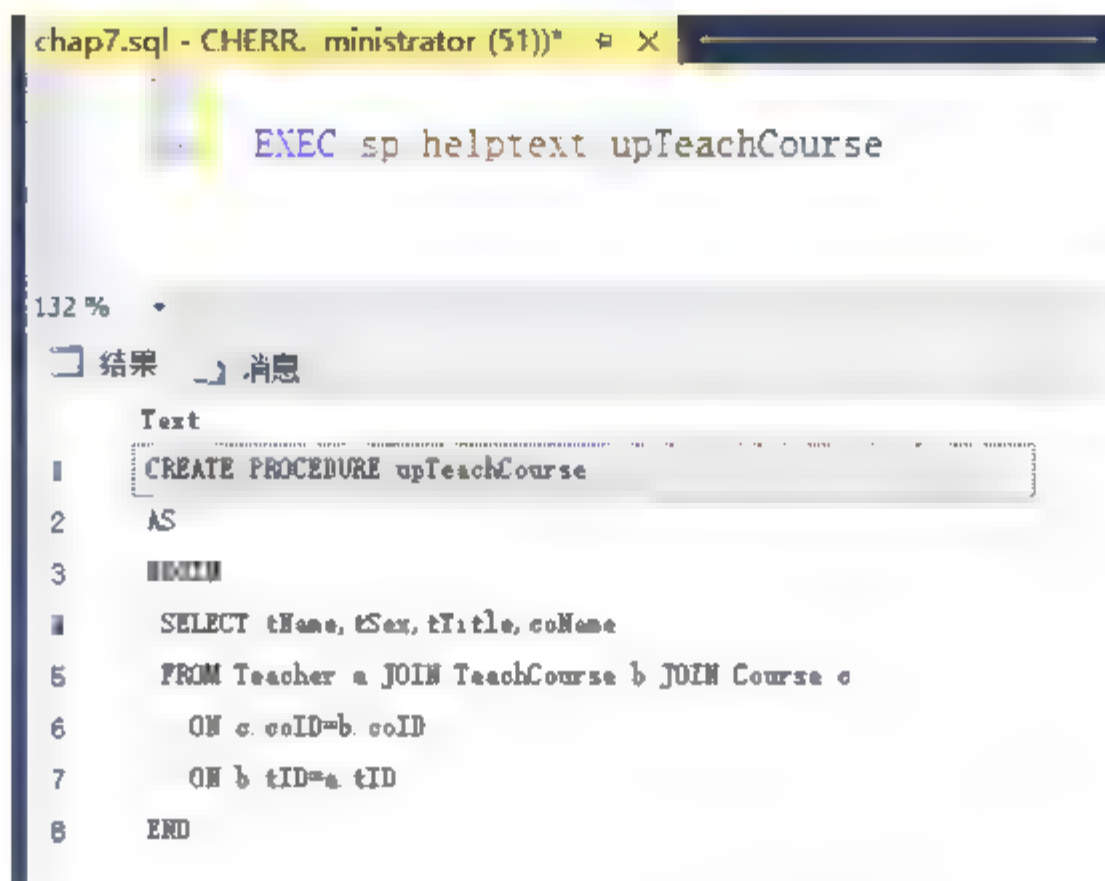 chap7.sql - CHERR. ministrator (51))*
EXEC sp helptext upTeachCourse
132 %
结果 消息
Text
CREATE PROCEDURE upTeachCourse
2 AS
3
SELECT tName, tSex, tTitle, coName
5 FROM Teacher a JOIN TeachCourse b JOIN Course c
6 ON c.coID=b.coID
7 ON b tID=a tID
8 END